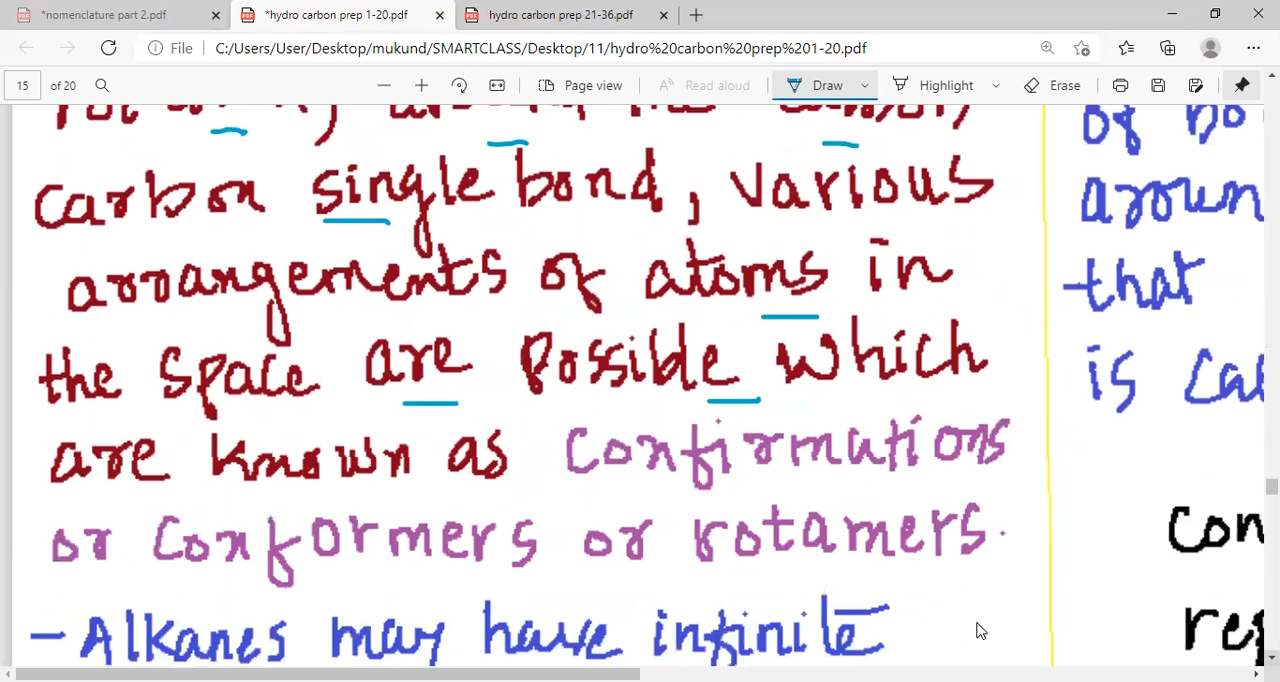 *nomenclature part 2.pdf
*hydro carbon prep 1-20.pdf
hydro carbon prep 21-36.pdf
File
C:/Users/User/Desktop/mukund/SMARTCLASS/Desktop/11/hydro%20carbon%20prep%201-20.pdf
15 of 20
Page view
Read aloud
Draw
Highlight
Erase
carbon single bond, various
arrangements of atoms in
the space are possible which
are known as confirmations
or conformers or rotamers.
- Alkanes may have infinite
of
that
is